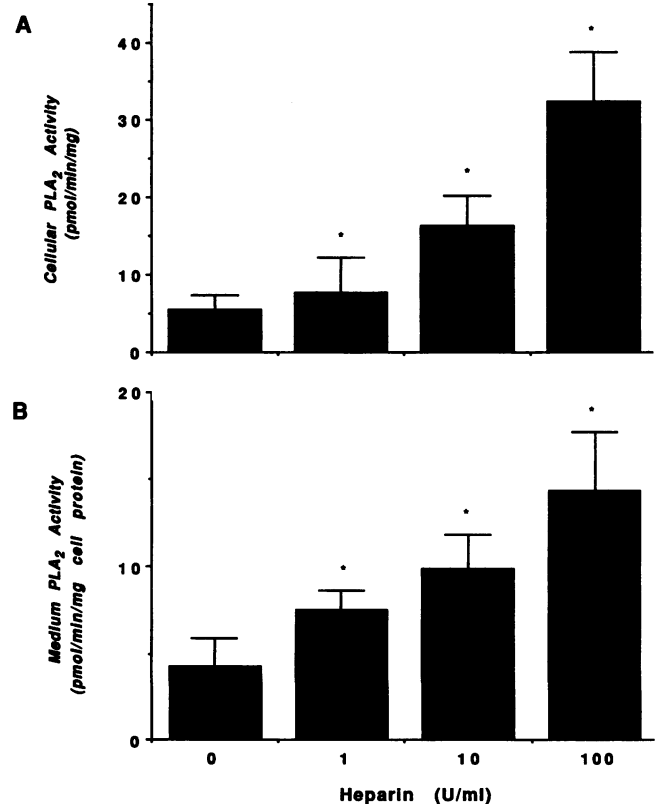 A
Cellular PLA2 Activity
(pmol/min/mg)
40
30
20
10
0
*
*
*
B
Medium PLA2 Activity
(pmol/min/mg cell protein)
20
10
0
*
*
*
0 1 10 100
Heparin (U/ml)